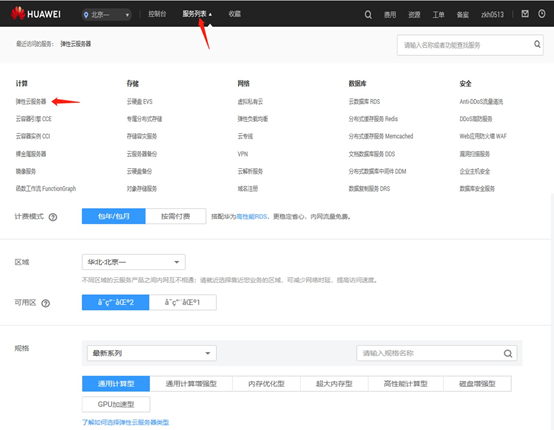 HUAWEI 北京一 控制台 服务列表 收藏 费用 资源 工单 备案 zkh0513
最近访问的服务: 弹性云服务器 请输入名称或者功能查找服务
计算 存储 网络 数据库 安全
弹性云服务器 云硬盘 EVS 虚拟私有云 云数据库 RDS Anti-DDoS流量清洗
云容器引擎 CCE 专属分布式存储 弹性负载均衡 分布式缓存服务 Redis DDoS高防服务
云容器实例 CCI 存储容灾服务 云专线 分布式缓存服务 Memcached Web应用防火墙 WAF
裸金属服务器 云服务器备份 VPN 文档数据库服务 DDS 漏洞扫描服务
镜像服务 云硬盘备份 云解析服务 分布式数据库中间件 DDM 企业主机安全
函数工作流 FunctionGraph 对象存储服务 域名注册 数据复制服务 DRS 数据库安全服务
计费模式 ? 包年/包月 按需付费 搭配华为高性能RDS，更稳定省心，内网流量免费。
区域 华北-北京一
不同区域的云服务产品之间内网互不相通；请就近选择靠近您业务的区域，可减少网络时延，提高访问速度。
可用区 ? å¯ç”¨åŒº2 å¯ç”¨åŒº1
规格 最新系列 请输入规格名称
通用计算型 通用计算增强型 内存优化型 超大内存型 高性能计算型 磁盘增强型
GPU加速型
了解如何选择弹性云服务器类型